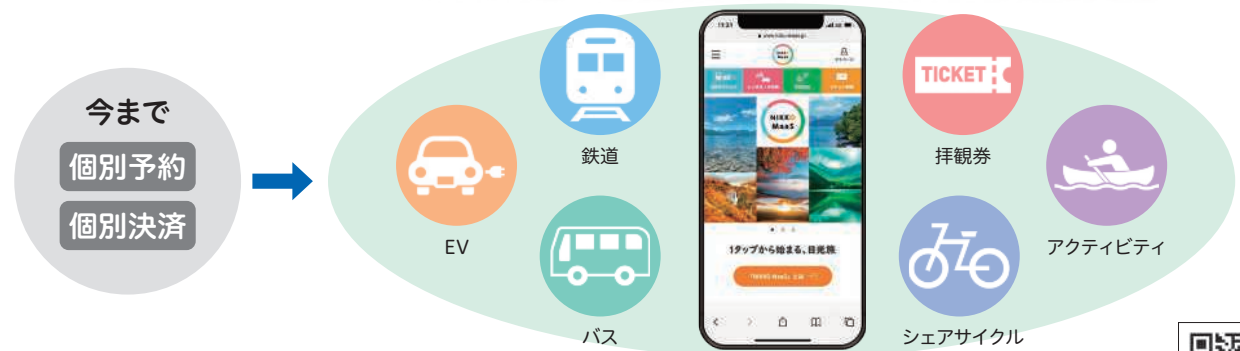 今まで
個別予約
個別決済
EV
鉄道
バス
11:21
NIKKO
MaaS
1タップから始まる、日光旅
TICKET
拝観券
アクティビティ
シェアサイクル